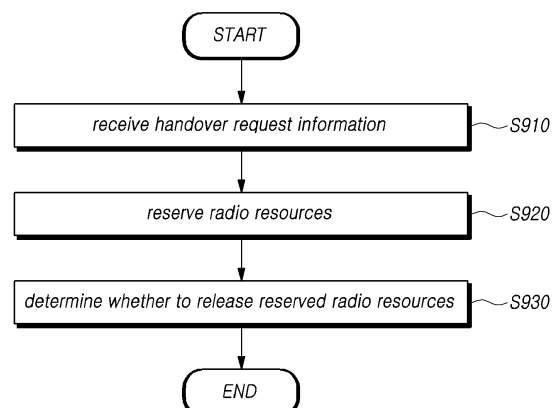 START
receive handover request information
S910
reserve radio resources
S920
determine whether to release reserved radio resources
S930
END